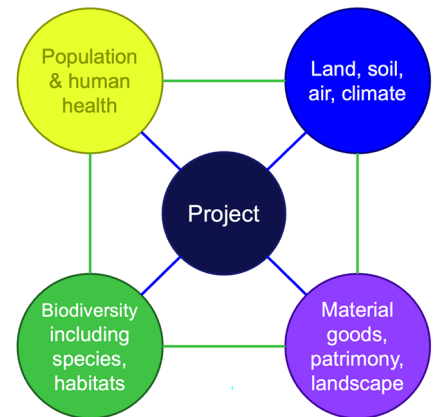 Population
& human
health
Land, soil,
air, climate
Project
Biodiversity
including
species,
habitats
Material
goods,
patrimony,
landscape